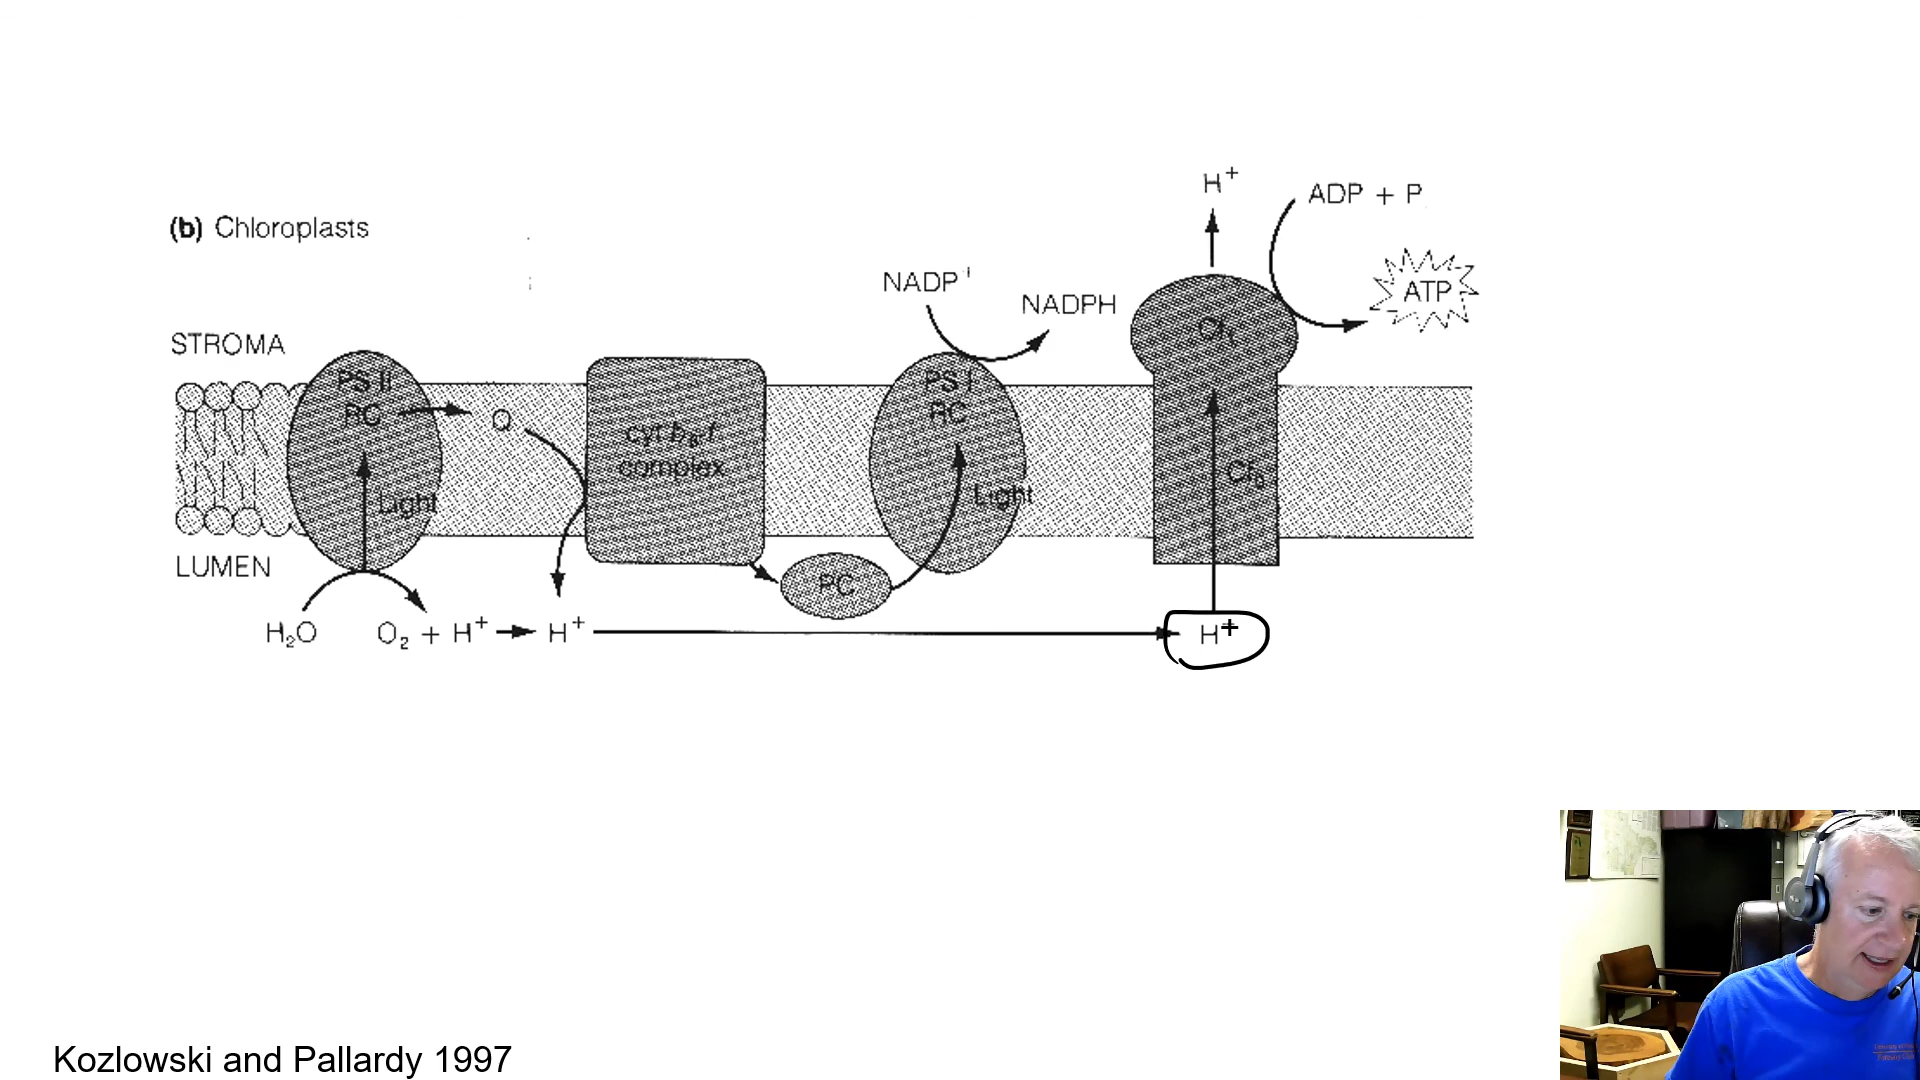 (b) Chloroplasts
H+
ADP + P
ATP
NADP+
NADPH
STROMA
PS II
RC
Q
Light
cyt b6-f
complex
PS I
RC
Light
CF1
CF0
LUMEN
PC
H2O
O2 + H+
H+
H+
Kozlowski and Pallardy 1997